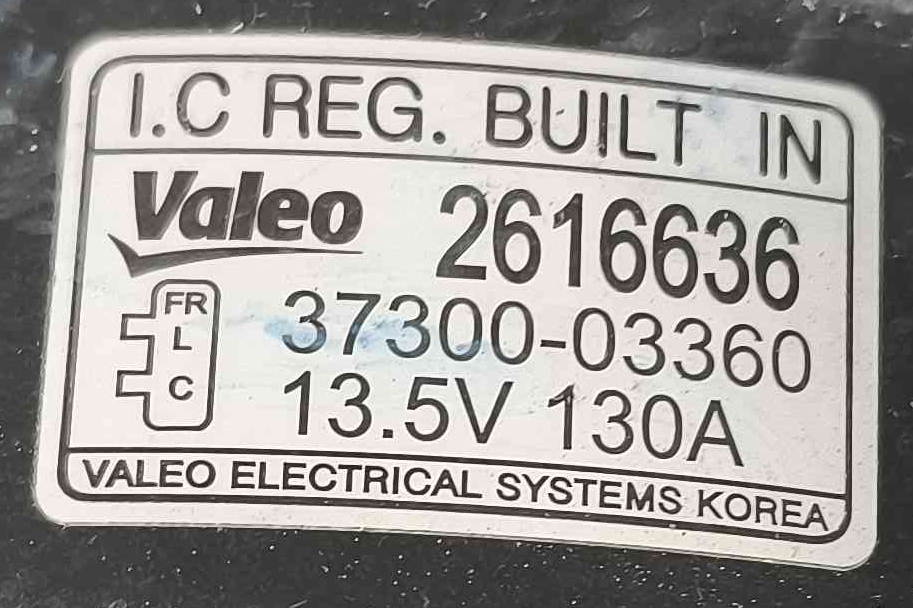 I.C REG. BUILT IN
Valeo 2616636
FR
L
C
37300-03360
13.5V 130A
VALEO ELECTRICAL SYSTEMS KOREA